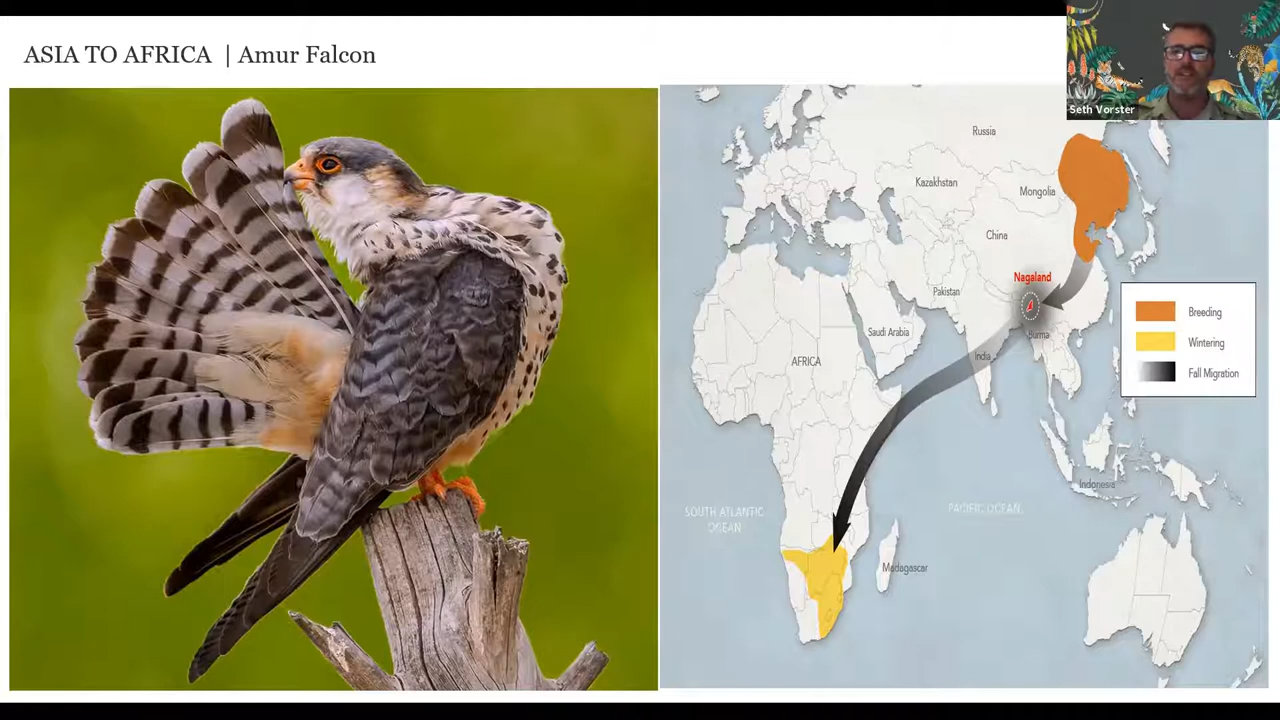 ASIA TO AFRICA | Amur Falcon
Seth Vorster
Russia
Kazakhstan
Mongolia
China
Nagaland
Pakistan
Saudi Arabia
Burma
India
AFRICA
Breeding
Wintering
Fall Migration
Indonesia
SOUTH ATLANTIC
OCEAN
PACIFIC OCEAN
Madagascar